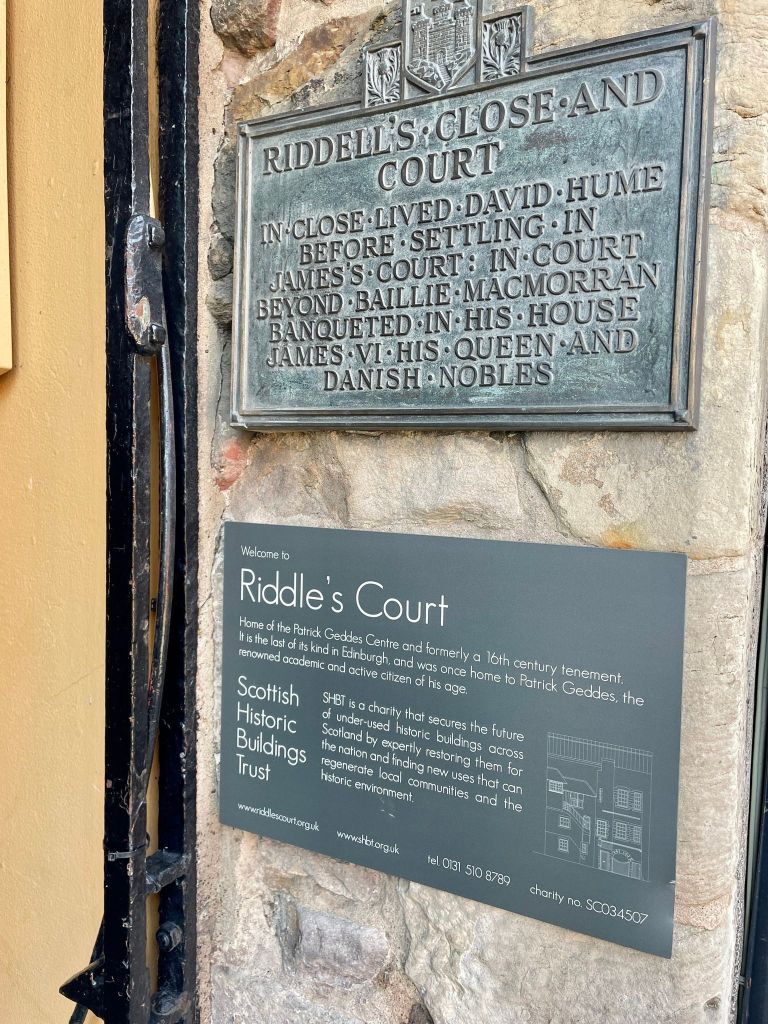 RIDDELL'S·CLOSE·AND
COURT
IN·CLOSE·LIVED·DAVID·HUME
BEFORE·SETTLING·IN
JAMES'S·COURT: IN·COURT
BEYOND·BAILLIE·MACMORRAN
BANQUETED·IN·HIS·HOUSE
JAMES·VI·HIS·QUEEN·AND
DANISH·NOBLES
Welcome to
Riddle's Court
Home of the Patrick Geddes Centre and formerly a 16th century tenement.
It is the last of its kind in Edinburgh, and was once home to Patrick Geddes, the
renowned academic and active citizen of his age.
Scottish
Historic
Buildings
Trust
SHBT is a charity that secures the future
of under-used historic buildings across
Scotland by expertly restoring them for
the nation and finding new uses that can
regenerate local communities and the
historic environment.
www.riddlescourt.org.uk www.shbt.org.uk tel. 0131 510 8789 charity no. SC034507